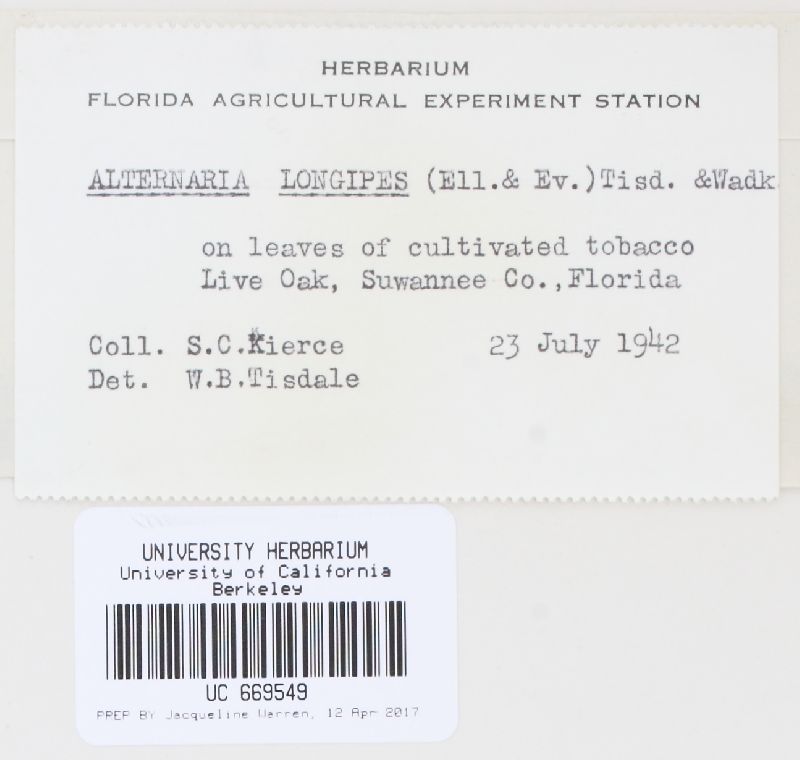 HERBARIUM
FLORIDA AGRICULTURAL EXPERIMENT STATION
ALTERNARIA LONGIPES (Ell.& Ev.)Tisd. &Wadk
on leaves of cultivated tobacco
Live Oak, Suwannee Co.,Florida
Coll. S.C.Kierce 23 July 1942
Det. W.B.Tisdale
UNIVERSITY HERBARIUM
University of California
Berkeley
UC 669549
PREP BY Jacqueline Warren, 12 Apr 2017